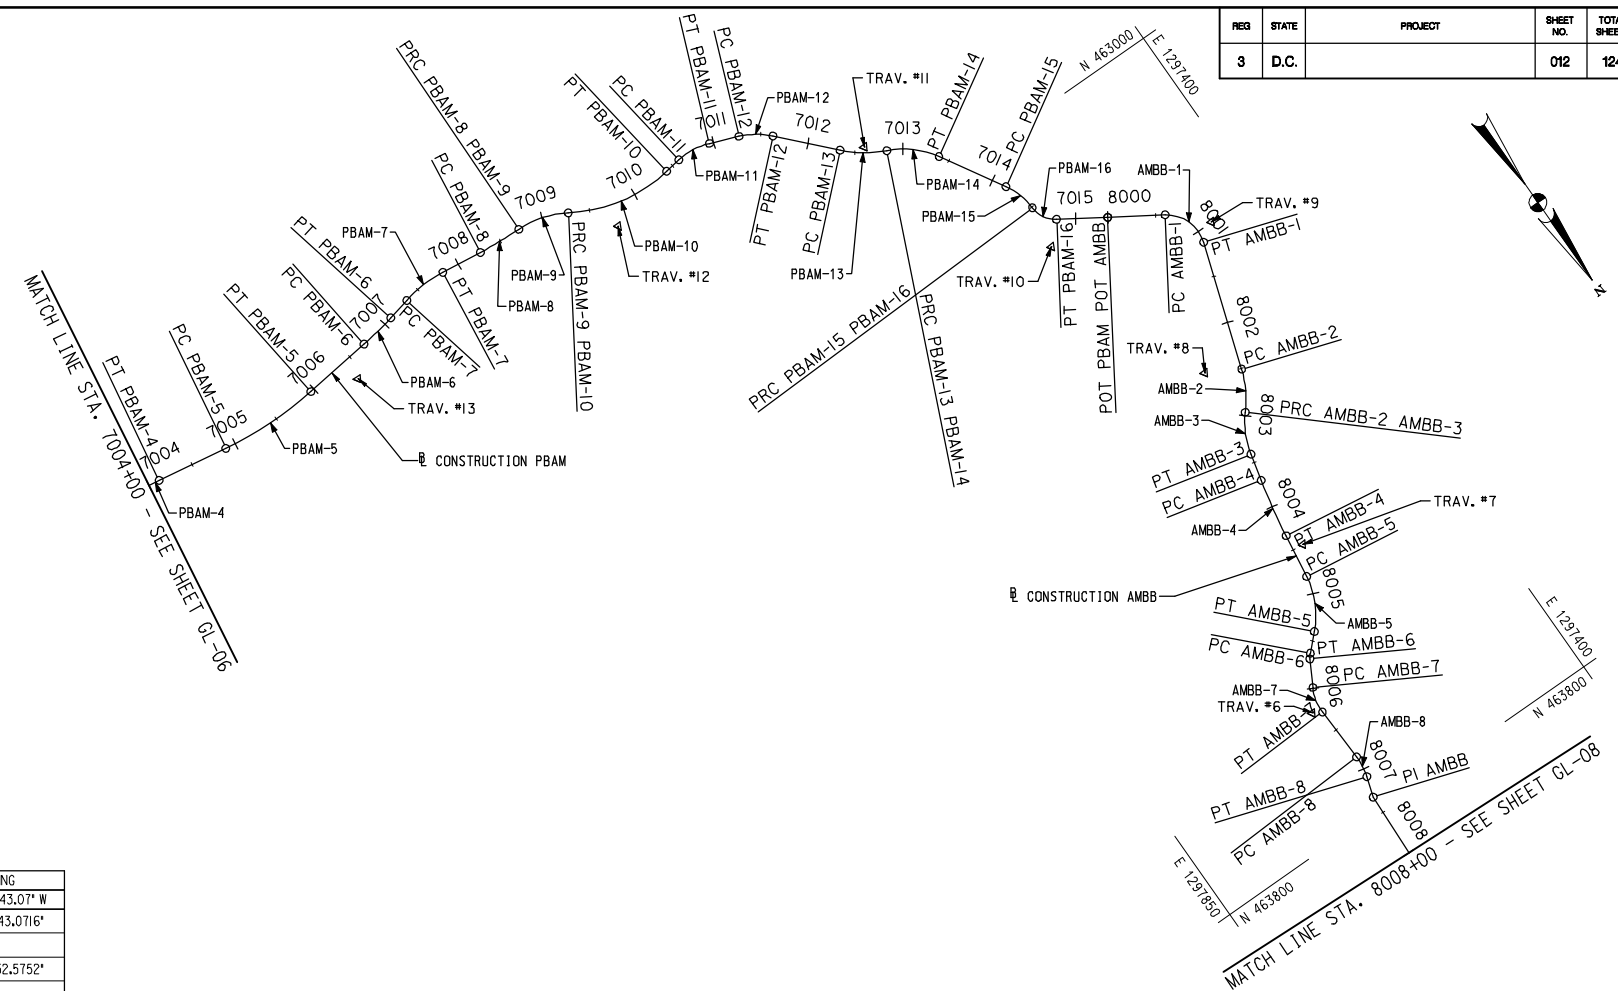 REG STATE PROJECT SHEET NO. TOTA SHEE
3 D.C. 012 124
N 463000
E 1297400
N
MATCH LINE STA. 7004+00 - SEE SHEET GL-06
PT PBAM-4
7004
PBAM-4
PC PBAM-5
7005
PBAM-5
PT PBAM-5
7006
PC PBAM-6
PBAM-6
PT PBAM-6
7007
PC PBAM-7
PBAM-7
PT PBAM-7
7008
PC PBAM-8
PBAM-8
PRC PBAM-8 PBAM-9
7009
PBAM-9
PRC PBAM-9 PBAM-10
PBAM-10
7010
PT PBAM-10
PC PBAM-11
PBAM-11
PT PBAM-11
7011
PC PBAM-12
PBAM-12
PT PBAM-12
7012
PC PBAM-13
PBAM-13
TRAV. #11
7013
PRC PBAM-13 PBAM-14
PBAM-14
PT PBAM-14
7014
PC PBAM-15
PBAM-15
PRC PBAM-15 PBAM-16
PBAM-16
PT PBAM-16
7015
8000
POT PBAM POT AMBB
TRAV. #10
TRAV. #12
TRAV. #13
℄ CONSTRUCTION PBAM
AMBB-1
PC AMBB-1
8001
TRAV. #9
PT AMBB-1
8002
PC AMBB-2
TRAV. #8
AMBB-2
PRC AMBB-2 AMBB-3
8003
AMBB-3
PT AMBB-3
PC AMBB-4
8004
AMBB-4
PT AMBB-4
TRAV. #7
PC AMBB-5
℄ CONSTRUCTION AMBB
8005
AMBB-5
PT AMBB-5
PC AMBB-6
PT AMBB-6
PC AMBB-7
8006
AMBB-7
TRAV. #6
PT AMBB-
AMBB-8
8007
PT AMBB-8
PC AMBB-8
PI AMBB
8008
E 1297400
N 463800
E 1297850
N 463800
MATCH LINE STA. 8008+00 - SEE SHEET GL-08
NG
43.07" W
43.0716"
52.5752"